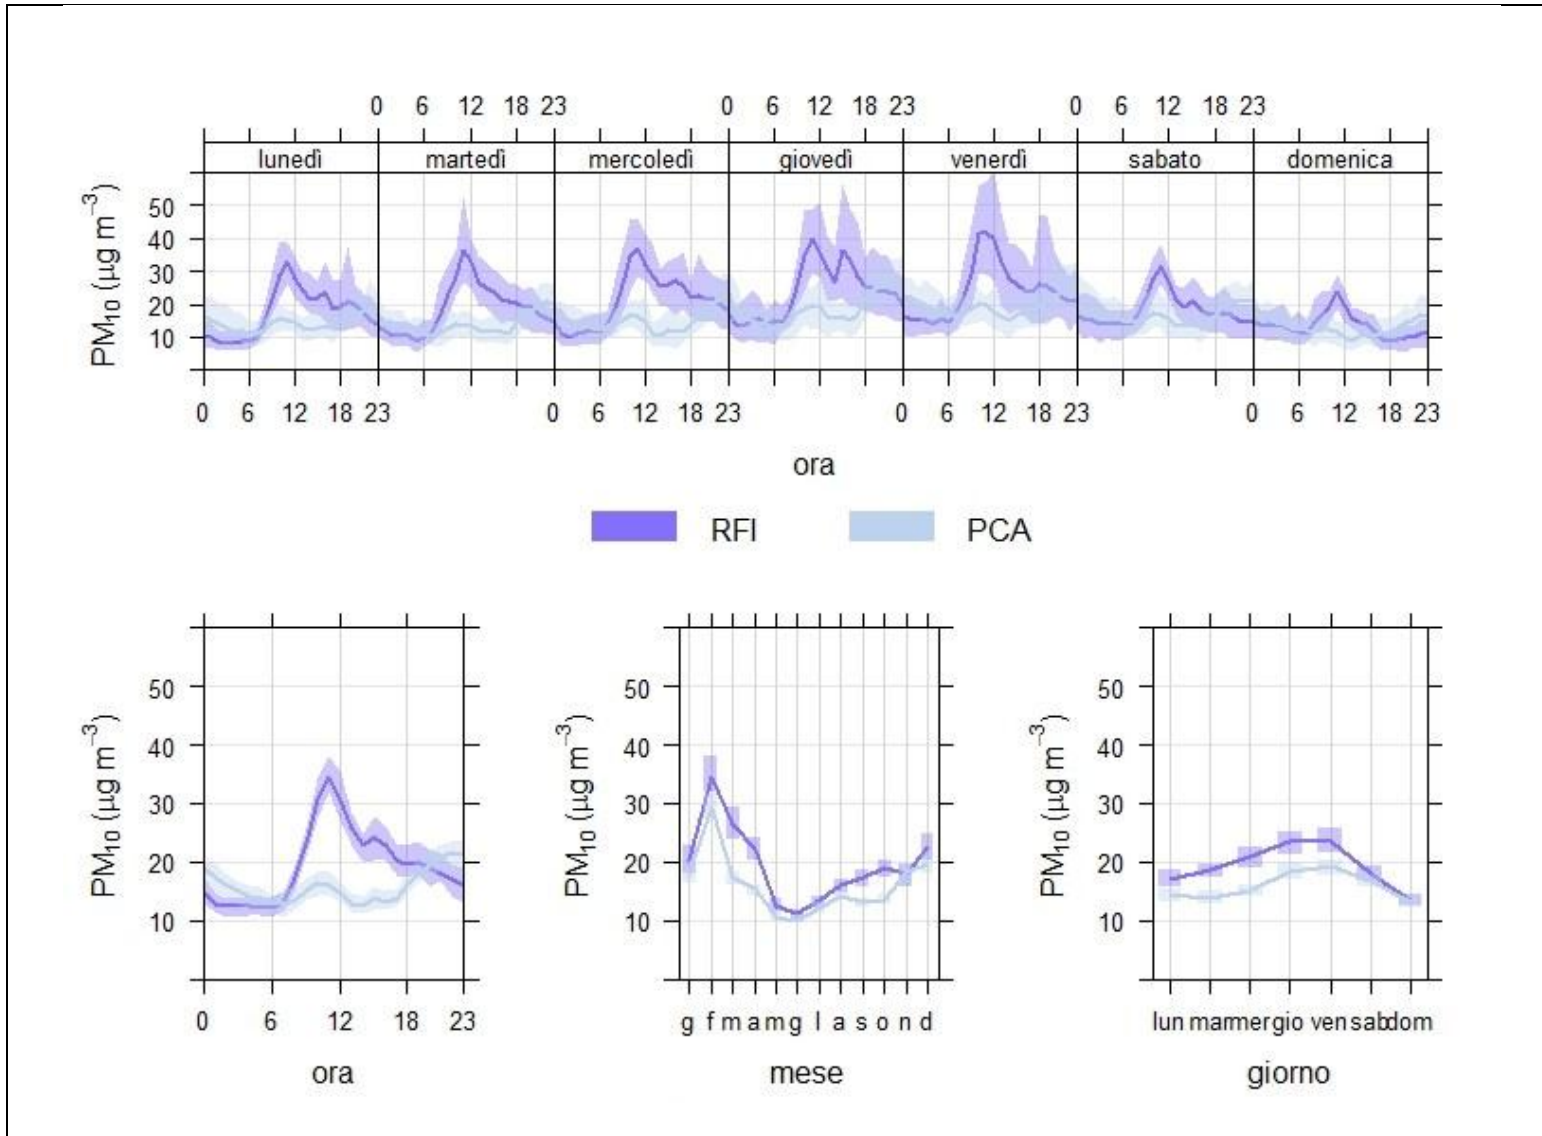 0 6 12 18 23 0 6 12 18 23 0 6 12 18 23
lunedì martedì mercoledì giovedì venerdì sabato domenica
PM10 (μg m−3)
50
40
30
20
10
0 6 12 18 23 0 6 12 18 23 0 6 12 18 23 0 6 12 18 23
ora
RFI PCA
PM10 (μg m−3)
50
40
30
20
10
0 6 12 18 23
ora
PM10 (μg m−3)
50
40
30
20
10
g f m a m g l a s o n d
mese
PM10 (μg m−3)
50
40
30
20
10
lun mar mer gio ven sab dom
giorno